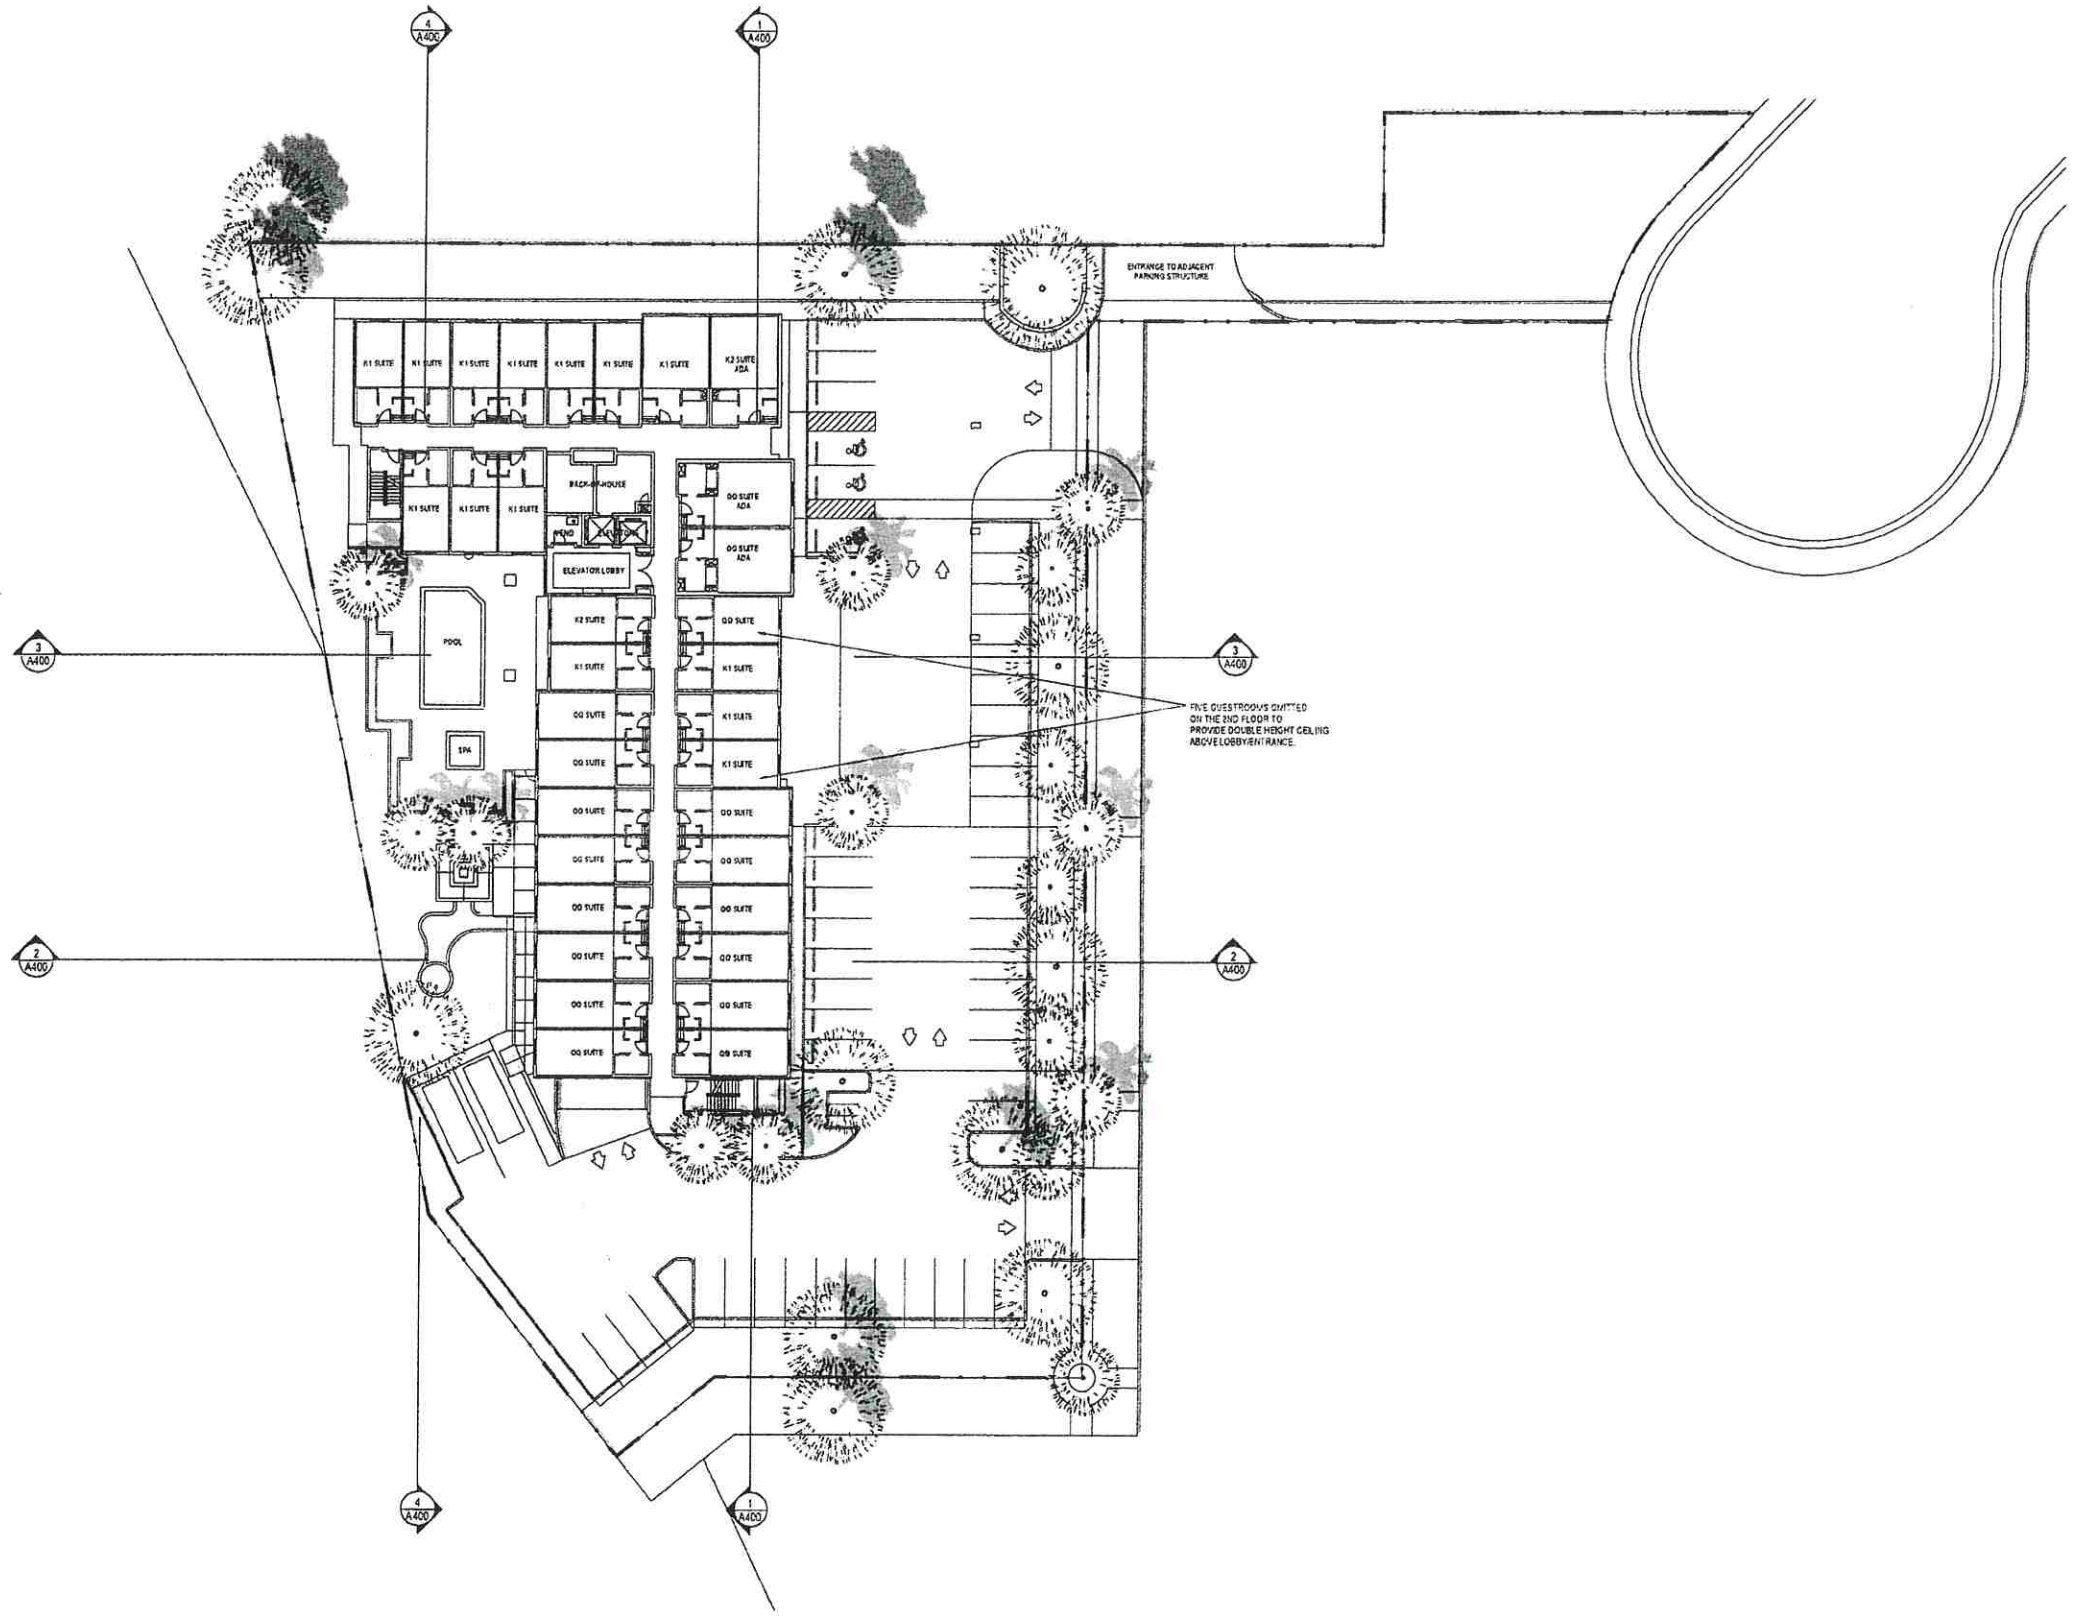 4
A400
1
A400
ENTRANCE TO ADJACENT
PARKING STRUCTURE
K1 SUITE
K1 SUITE
K1 SUITE
K1 SUITE
K1 SUITE
K1 SUITE
K1 SUITE
K2 SUITE
ADA
K1 SUITE
K1 SUITE
K1 SUITE
BACK-OF-HOUSE
QQ SUITE
ADA
VEND
ELEVATORS
QQ SUITE
ADA
ELEVATOR LOBBY
K2 SUITE
QQ SUITE
POOL
3
A400
3
A400
K1 SUITE
K1 SUITE
QQ SUITE
K1 SUITE
FIVE GUESTROOMS OMITTED
ON THE 2ND FLOOR TO
PROVIDE DOUBLE HEIGHT CEILING
ABOVE LOBBY/ENTRANCE.
SPA
QQ SUITE
K1 SUITE
QQ SUITE
QQ SUITE
QQ SUITE
QQ SUITE
QQ SUITE
QQ SUITE
2
A400
QQ SUITE
QQ SUITE
2
A400
QQ SUITE
QQ SUITE
QQ SUITE
QQ SUITE
4
A400
1
A400